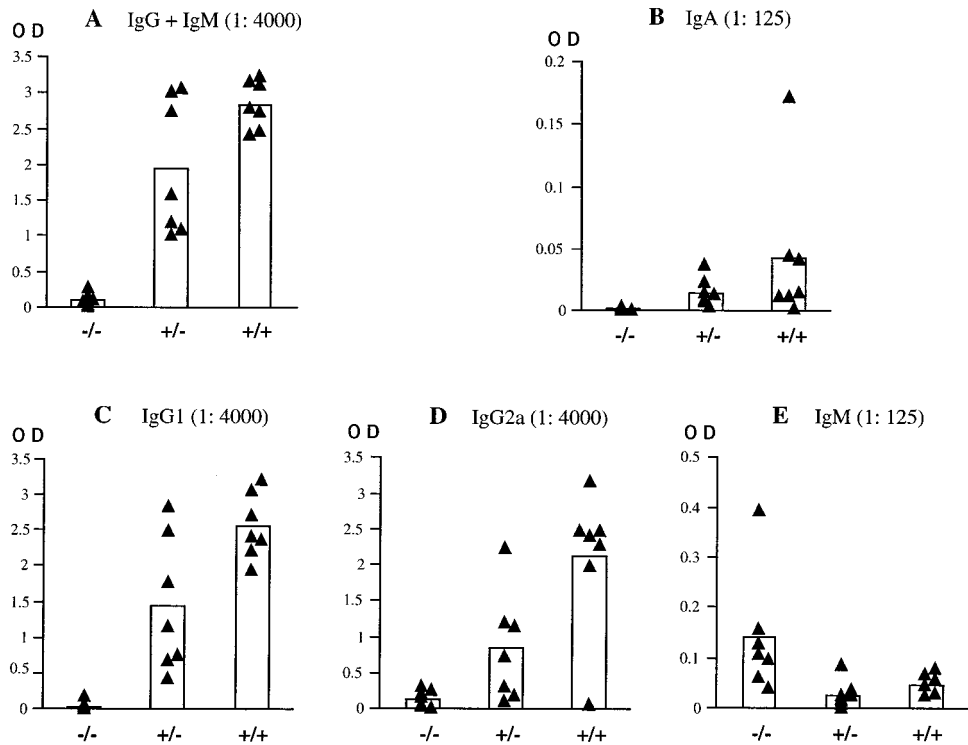 A IgG + IgM (1: 4000)
O D
3.5
3
2.5
2
1.5
1
0.5
0
-/- +/- +/+
B IgA (1: 125)
O D
0.2
0.15
0.1
0.05
0
-/- +/- +/+
C IgG1 (1: 4000)
O D
3.5
3
2.5
2
1.5
1
0.5
0
-/- +/- +/+
D IgG2a (1: 4000)
O D
3.5
3
2.5
2
1.5
1
0.5
0
-/- +/- +/+
E IgM (1: 125)
O D
0.5
0.4
0.3
0.2
0.1
0
-/- +/- +/+